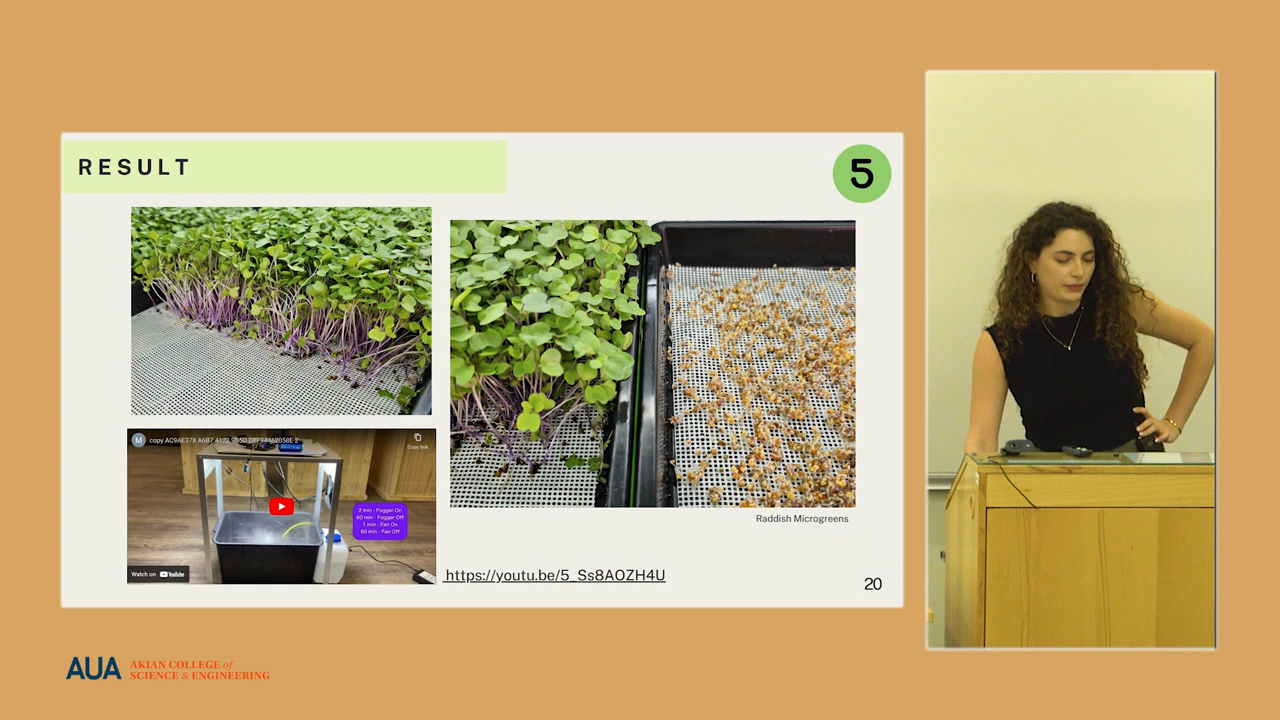 RESULT
5
M copy AC9AE378 A6B7 4122 9D5D D8F94462058E 2
Copy link
2 min - Fogger On
60 min - Fogger Off
1 min - Fan On
60 min - Fan Off
Watch on YouTube
Raddish Microgreens
https://youtu.be/5_Ss8AOZH4U
20
AUA AKIAN COLLEGE of
SCIENCE & ENGINEERING